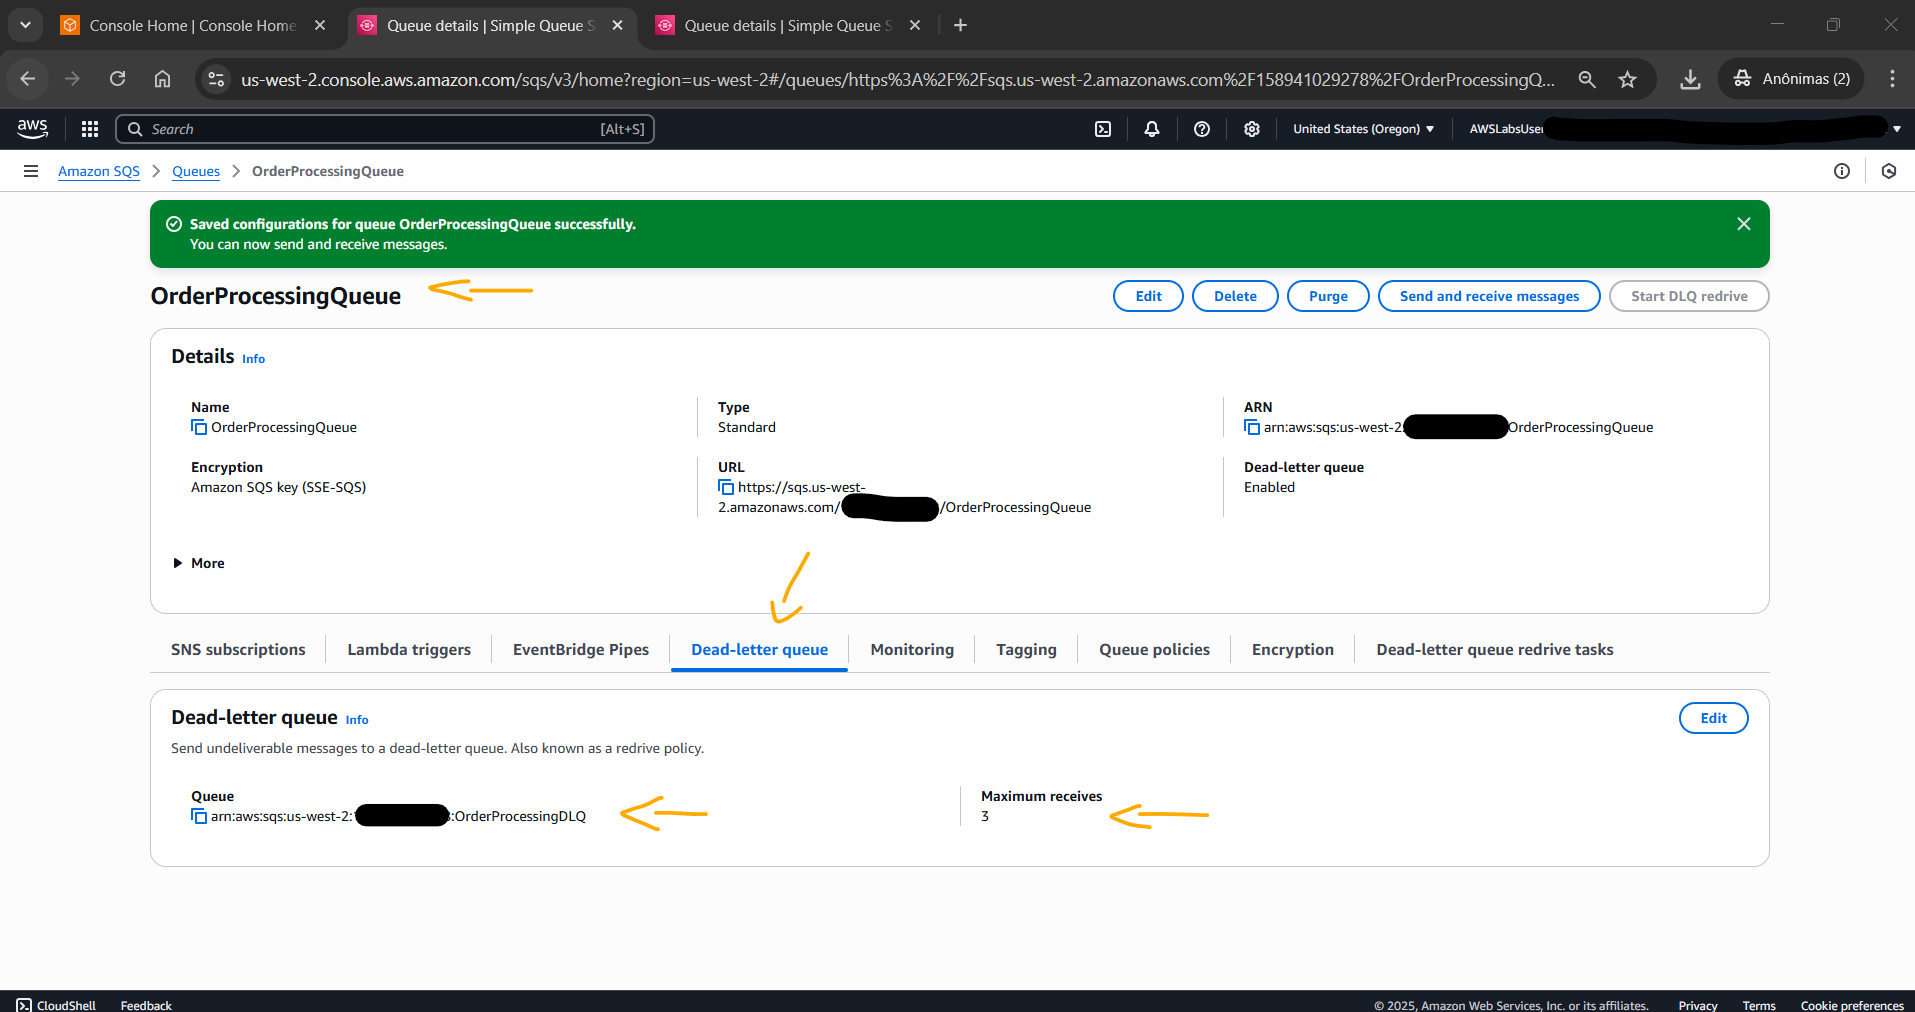 Console Home | Console Home
Queue details | Simple Queue S
Queue details | Simple Queue S
us-west-2.console.aws.amazon.com/sqs/v3/home?region=us-west-2#/queues/https%3A%2F%2Fsqs.us-west-2.amazonaws.com%2F158941029278%2FOrderProcessingQ...
Anônimas (2)
aws
Search
[Alt+S]
United States (Oregon)
AWSLabsUser
Amazon SQS
Queues
OrderProcessingQueue
Saved configurations for queue OrderProcessingQueue successfully.
You can now send and receive messages.
OrderProcessingQueue
Edit
Delete
Purge
Send and receive messages
Start DLQ redrive
Details Info
Name
OrderProcessingQueue
Type
Standard
ARN
arn:aws:sqs:us-west-2: OrderProcessingQueue
Encryption
Amazon SQS key (SSE-SQS)
URL
https://sqs.us-west-
2.amazonaws.com/ /OrderProcessingQueue
Dead-letter queue
Enabled
More
SNS subscriptions
Lambda triggers
EventBridge Pipes
Dead-letter queue
Monitoring
Tagging
Queue policies
Encryption
Dead-letter queue redrive tasks
Dead-letter queue Info
Edit
Send undeliverable messages to a dead-letter queue. Also known as a redrive policy.
Queue
arn:aws:sqs:us-west-2: :OrderProcessingDLQ
Maximum receives
3
CloudShell
Feedback
© 2025, Amazon Web Services, Inc. or its affiliates.
Privacy
Terms
Cookie preferences